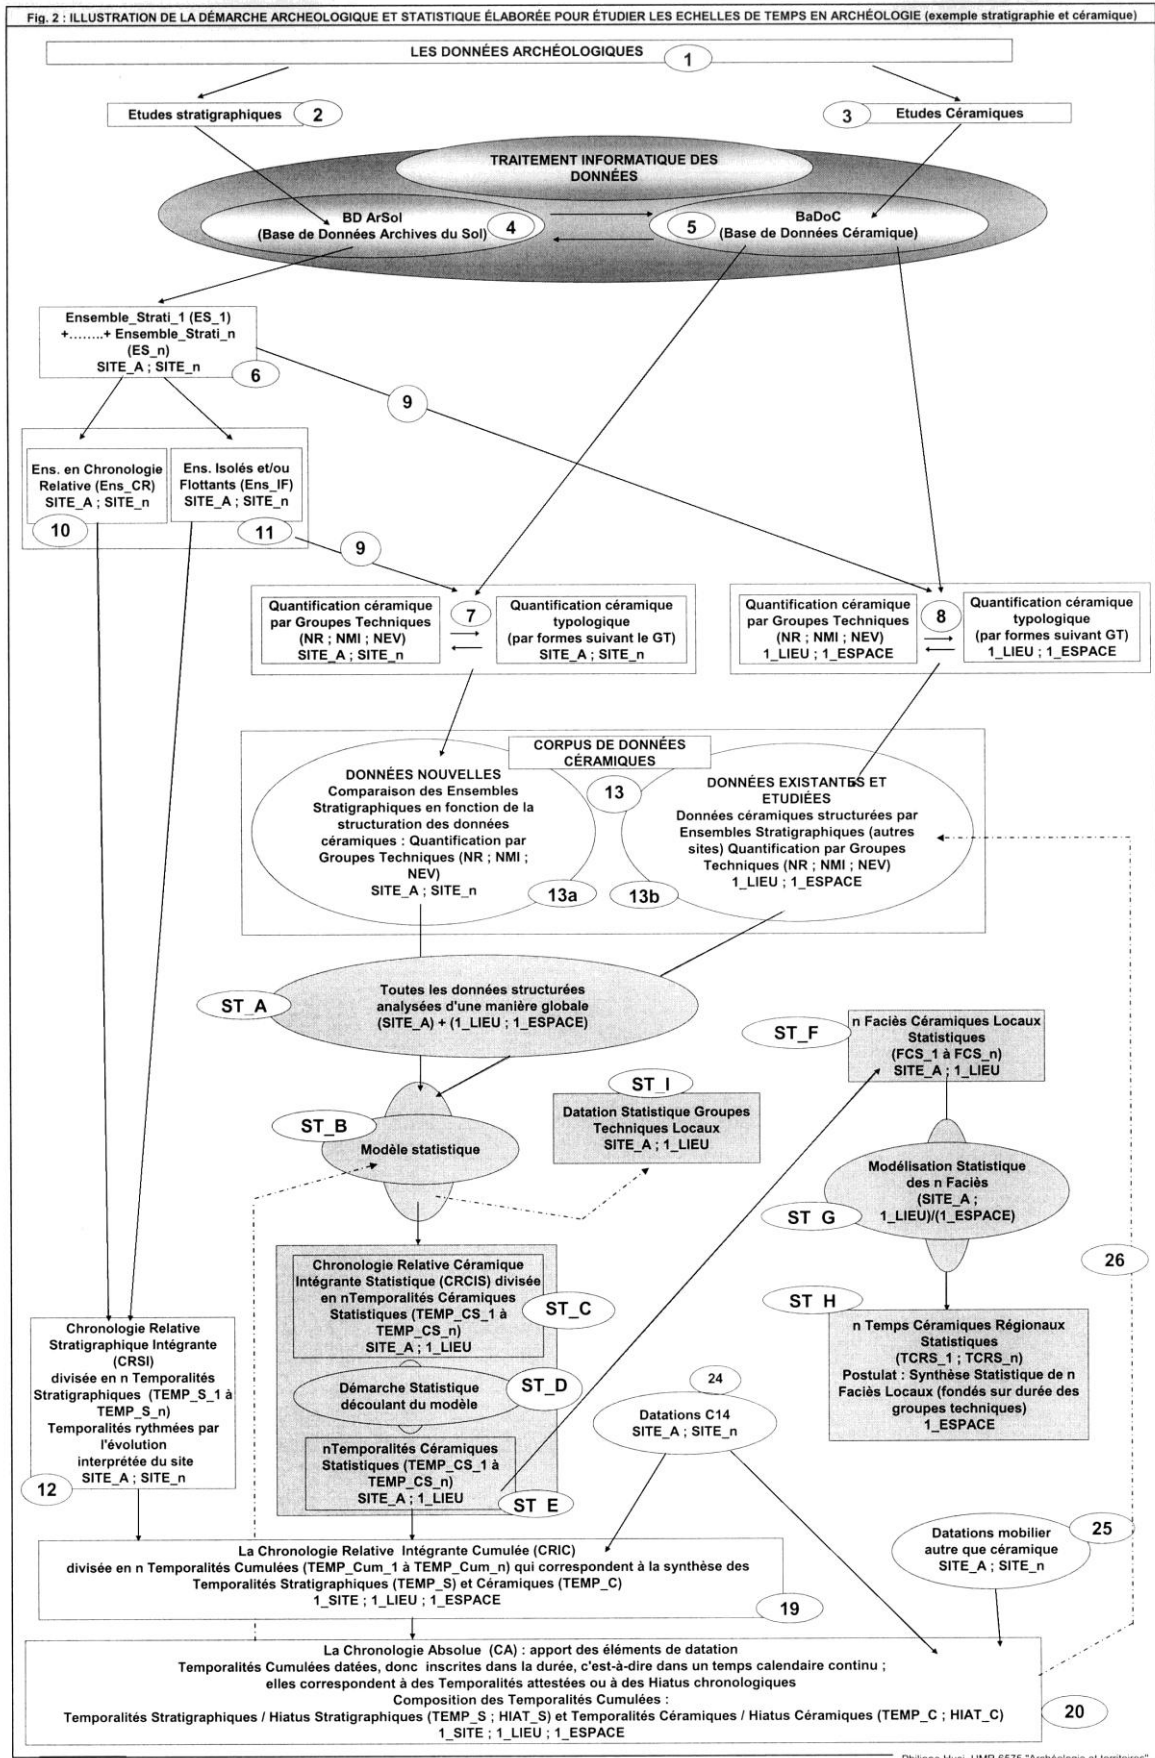 Fig. 2 : ILLUSTRATION DE LA DÉMARCHE ARCHEOLOGIQUE ET STATISTIQUE ÉLABORÉE POUR ÉTUDIER LES ECHELLES DE TEMPS EN ARCHÉOLOGIE (exemple stratigraphie et céramique)
LES DONNÉES ARCHÉOLOGIQUES
1
Etudes stratigraphiques
2
3
Etudes Céramiques
TRAITEMENT INFORMATIQUE DES
DONNÉES
BD ArSol
(Base de Données Archives du Sol)
4
5
BaDoC
(Base de Données Céramique)
Ensemble_Strati_1 (ES_1)
+........+ Ensemble_Strati_n
(ES_n)
SITE_A ; SITE_n
6
9
Ens. en Chronologie
Relative (Ens_CR)
SITE_A ; SITE_n
10
Ens. Isolés et/ou
Flottants (Ens_IF)
SITE_A ; SITE_n
11
9
Quantification céramique
par Groupes Techniques
(NR ; NMI ; NEV)
SITE_A ; SITE_n
7
Quantification céramique
typologique
(par formes suivant le GT)
SITE_A ; SITE_n
Quantification céramique
par Groupes Techniques
(NR ; NMI ; NEV)
1_LIEU ; 1_ESPACE
8
Quantification céramique
typologique
(par formes suivant GT)
1_LIEU ; 1_ESPACE
CORPUS DE DONNÉES
CÉRAMIQUES
13
DONNÉES NOUVELLES
Comparaison des Ensembles
Stratigraphiques en fonction de la
structuration des données
céramiques : Quantification par
Groupes Techniques (NR ; NMI ;
NEV)
SITE_A ; SITE_n
13a
DONNÉES EXISTANTES ET
ETUDIÉES
Données céramiques structurées par
Ensembles Stratigraphiques (autres
sites) Quantification par Groupes
Techniques (NR ; NMI ; NEV)
1_LIEU ; 1_ESPACE
13b
ST_A
Toutes les données structurées
analysées d'une manière globale
(SITE_A) + (1_LIEU ; 1_ESPACE)
ST_B
Modèle statistique
ST_I
Datation Statistique Groupes
Techniques Locaux
SITE_A ; 1_LIEU
ST_F
n Faciès Céramiques Locaux
Statistiques
(FCS_1 à FCS_n)
SITE_A ; 1_LIEU
Modélisation Statistique
des n Faciès
(SITE_A ;
1_LIEU)/(1_ESPACE)
ST G
26
ST H
n Temps Céramiques Régionaux
Statistiques
(TCRS_1 ; TCRS_n)
Postulat : Synthèse Statistique de n
Faciès Locaux (fondés sur durée des
groupes techniques)
1_ESPACE
Chronologie Relative Céramique
Intégrante Statistique (CRCIS) divisée
en nTemporalités Céramiques
Statistiques (TEMP_CS_1 à
TEMP_CS_n)
SITE_A ; 1_LIEU
ST_C
Démarche Statistique
découlant du modèle
ST_D
nTemporalités Céramiques
Statistiques (TEMP_CS_1 à
TEMP_CS_n)
SITE_A ; 1_LIEU
ST E
Chronologie Relative
Stratigraphique Intégrante
(CRSI)
divisée en n Temporalités
Stratigraphiques (TEMP_S_1 à
TEMP_S_n)
Temporalités rythmées par
l'évolution
interprétée du site
SITE_A ; SITE_n
12
24
Datations C14
SITE_A ; SITE_n
Datations mobilier
autre que céramique
SITE_A ; SITE_n
25
La Chronologie Relative Intégrante Cumulée (CRIC)
divisée en n Temporalités Cumulées (TEMP_Cum_1 à TEMP_Cum_n) qui correspondent à la synthèse des
Temporalités Stratigraphiques (TEMP_S) et Céramiques (TEMP_C)
1_SITE ; 1_LIEU ; 1_ESPACE
19
La Chronologie Absolue (CA) : apport des éléments de datation
Temporalités Cumulées datées, donc inscrites dans la durée, c'est-à-dire dans un temps calendaire continu ;
elles correspondent à des Temporalités attestées ou à des Hiatus chronologiques
Composition des Temporalités Cumulées :
Temporalités Stratigraphiques / Hiatus Stratigraphiques (TEMP_S ; HIAT_S) et Temporalités Céramiques / Hiatus Céramiques (TEMP_C ; HIAT_C)
1_SITE ; 1_LIEU ; 1_ESPACE
20
Philippe Husi, UMR 6575 "Archéologie et territoires"